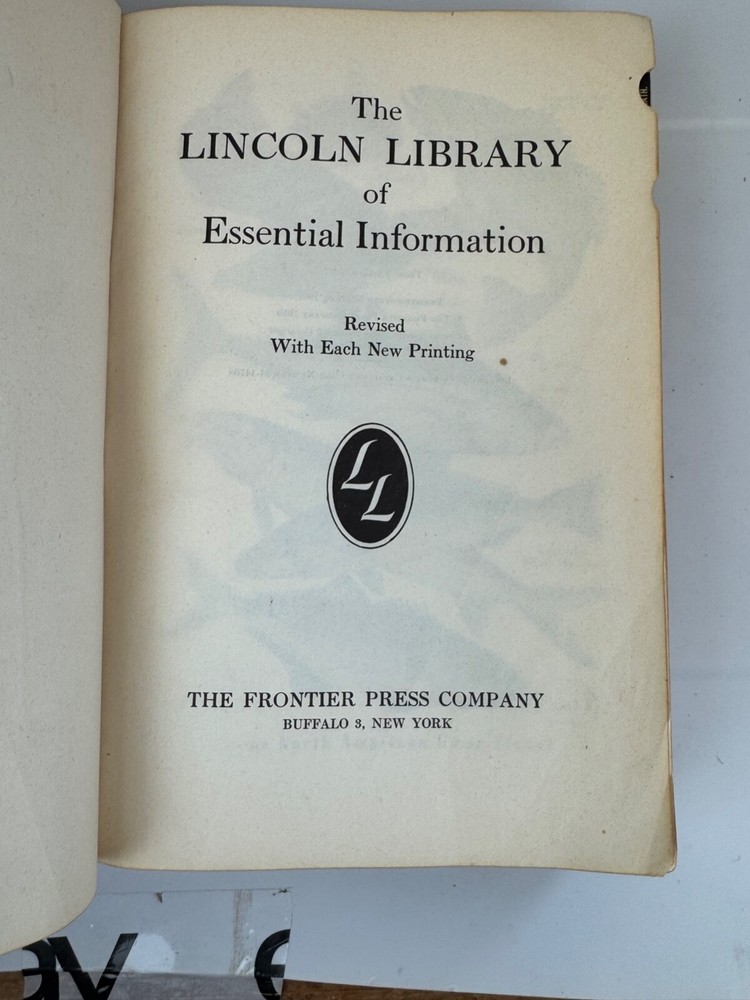 The
LINCOLN LIBRARY
of
Essential Information
Revised
With Each New Printing
LL
THE FRONTIER PRESS COMPANY
BUFFALO 3, NEW YORK
ay e